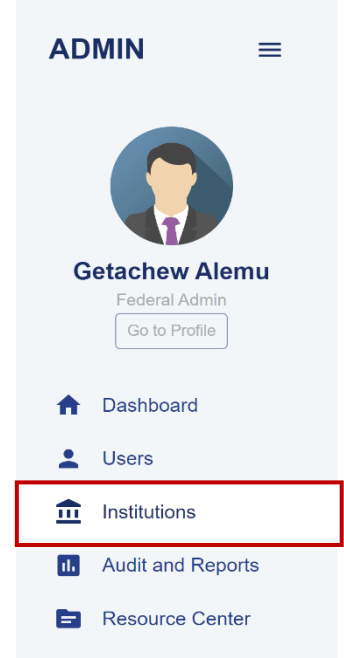 ADMIN
Getachew Alemu
Federal Admin
Go to Profile
Dashboard
Users
Institutions
Audit and Reports
Resource Center